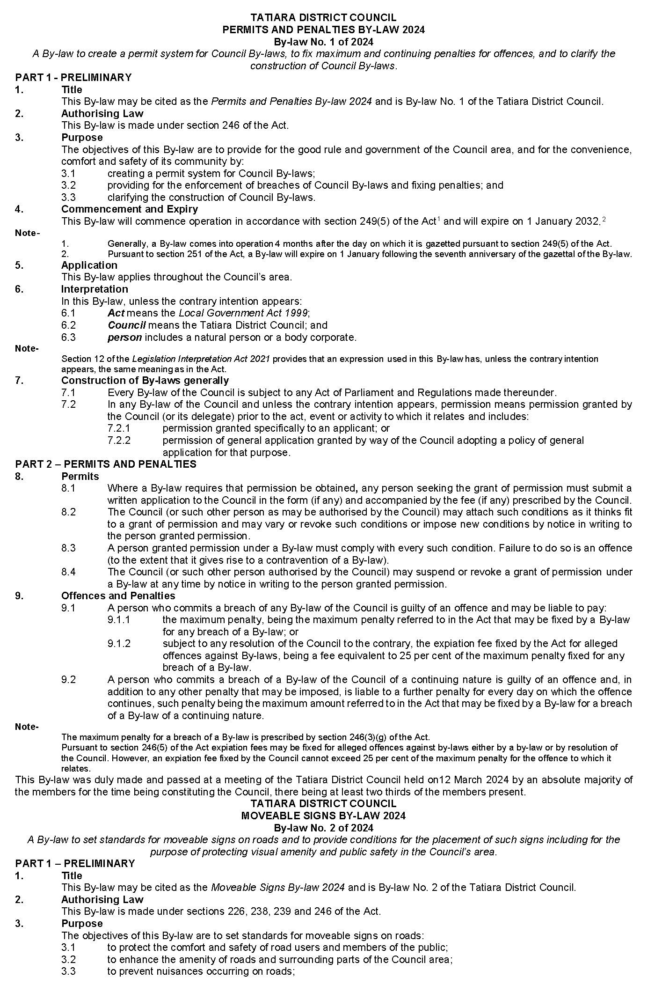 TATIARA DISTRICT COUNCIL
PERMITS AND PENALTIES BY-LAW 2024
By-law No. 1 of 2024
A By-law to create a permit system for Council By-laws, to fix maximum and continuing penalties for offences, and to clarify the
construction of Council By-laws.
PART 1 - PRELIMINARY
1. Title
This By-law may be cited as the Permits and Penalties By-law 2024 and is By-law No. 1 of the Tatiara District Council.
2. Authorising Law
This By-law is made under section 246 of the Act.
3. Purpose
The objectives of this By-law are to provide for the good rule and government of the Council area, and for the convenience,
comfort and safety of its community by:
3.1 creating a permit system for Council By-laws;
3.2 providing for the enforcement of breaches of Council By-laws and fixing penalties; and
3.3 clarifying the construction of Council By-laws.
4. Commencement and Expiry
This By-law will commence operation in accordance with section 249(5) of the Act1 and will expire on 1 January 2032.2
Note-
1. Generally, a By-law comes into operation 4 months after the day on which it is gazetted pursuant to section 249(5) of the Act.
2. Pursuant to section 251 of the Act, a By-law will expire on 1 January following the seventh anniversary of the gazettal of the By-law.
5. Application
This By-law applies throughout the Council’s area.
6. Interpretation
In this By-law, unless the contrary intention appears:
6.1 Act means the Local Government Act 1999;
6.2 Council means the Tatiara District Council; and
6.3 person includes a natural person or a body corporate.
Note-
Section 12 of the Legislation Interpretation Act 2021 provides that an expression used in this By-law has, unless the contrary intention
appears, the same meaning as in the Act.
7. Construction of By-laws generally
7.1 Every By-law of the Council is subject to any Act of Parliament and Regulations made thereunder.
7.2 In any By-law of the Council and unless the contrary intention appears, permission means permission granted by
the Council (or its delegate) prior to the act, event or activity to which it relates and includes:
7.2.1 permission granted specifically to an applicant; or
7.2.2 permission of general application granted by way of the Council adopting a policy of general
application for that purpose.
PART 2 – PERMITS AND PENALTIES
8. Permits
8.1 Where a By-law requires that permission be obtained, any person seeking the grant of permission must submit a
written application to the Council in the form (if any) and accompanied by the fee (if any) prescribed by the Council.
8.2 The Council (or such other person as may be authorised by the Council) may attach such conditions as it thinks fit
to a grant of permission and may vary or revoke such conditions or impose new conditions by notice in writing to
the person granted permission.
8.3 A person granted permission under a By-law must comply with every such condition. Failure to do so is an offence
(to the extent that it gives rise to a contravention of a By-law).
8.4 The Council (or such other person authorised by the Council) may suspend or revoke a grant of permission under
a By-law at any time by notice in writing to the person granted permission.
9. Offences and Penalties
9.1 A person who commits a breach of any By-law of the Council is guilty of an offence and may be liable to pay:
9.1.1 the maximum penalty, being the maximum penalty referred to in the Act that may be fixed by a By-law
for any breach of a By-law; or
9.1.2 subject to any resolution of the Council to the contrary, the expiation fee fixed by the Act for alleged
offences against By-laws, being a fee equivalent to 25 per cent of the maximum penalty fixed for any
breach of a By-law.
9.2 A person who commits a breach of a By-law of the Council of a continuing nature is guilty of an offence and, in
addition to any other penalty that may be imposed, is liable to a further penalty for every day on which the offence
continues, such penalty being the maximum amount referred to in the Act that may be fixed by a By-law for a breach
of a By-law of a continuing nature.
Note-
The maximum penalty for a breach of a By-law is prescribed by section 246(3)(g) of the Act.
Pursuant to section 246(5) of the Act expiation fees may be fixed for alleged offences against by-laws either by a by-law or by resolution of
the Council. However, an expiation fee fixed by the Council cannot exceed 25 per cent of the maximum penalty for the offence to which it
relates.
This By-law was duly made and passed at a meeting of the Tatiara District Council held on12 March 2024 by an absolute majority of
the members for the time being constituting the Council, there being at least two thirds of the members present.
TATIARA DISTRICT COUNCIL
MOVEABLE SIGNS BY-LAW 2024
By-law No. 2 of 2024
A By-law to set standards for moveable signs on roads and to provide conditions for the placement of such signs including for the
purpose of protecting visual amenity and public safety in the Council’s area.
PART 1 – PRELIMINARY
1. Title
This By-law may be cited as the Moveable Signs By-law 2024 and is By-law No. 2 of the Tatiara District Council.
2. Authorising Law
This By-law is made under sections 226, 238, 239 and 246 of the Act.
3. Purpose
The objectives of this By-law are to set standards for moveable signs on roads:
3.1 to protect the comfort and safety of road users and members of the public;
3.2 to enhance the amenity of roads and surrounding parts of the Council area;
3.3 to prevent nuisances occurring on roads;